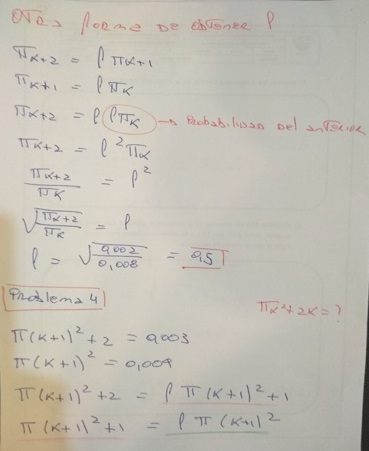 OTRA FORMA DE OBTENER ρ
πk+2 = ρ πk+1
πk+1 = ρ πk
πk+2 = ρ ρπk → PROBABILIDAD DEL ANTERIOR
πk+2 = ρ² πk
πk+2 / πk = ρ²
√(πk+2 / πk) = ρ
ρ = √(0,002 / 0,008) = 0,5
Problema 4
πk²+2k = ?
π(k+1)²+2 = 0,003
π(k+1)² = 0,009
π(k+1)²+2 = ρ π(k+1)²+1
π(k+1)²+1 = ρ π(k+1)²